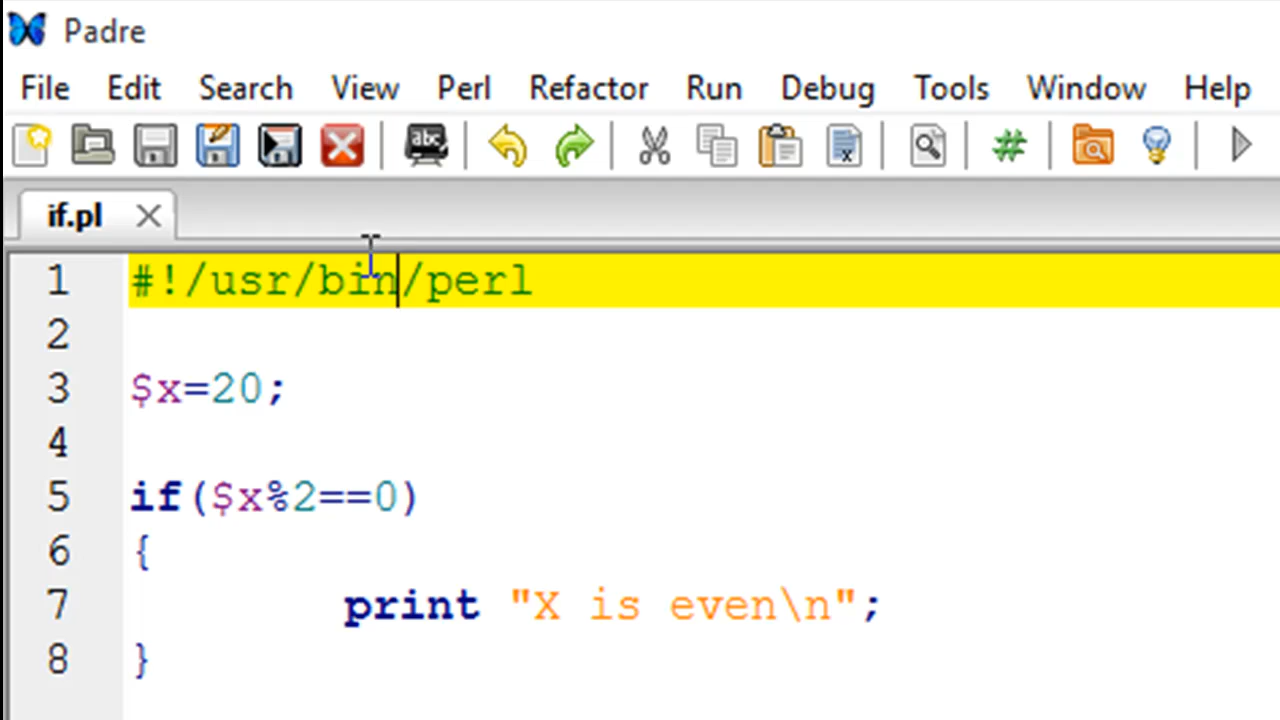 Padre
File Edit Search View Perl Refactor Run Debug Tools Window Help
abc
if.pl
1 #!/usr/bin/perl
2
3 $x=20;
4
5 if($x%2==0)
6 {
7 print "X is even\n";
8 }